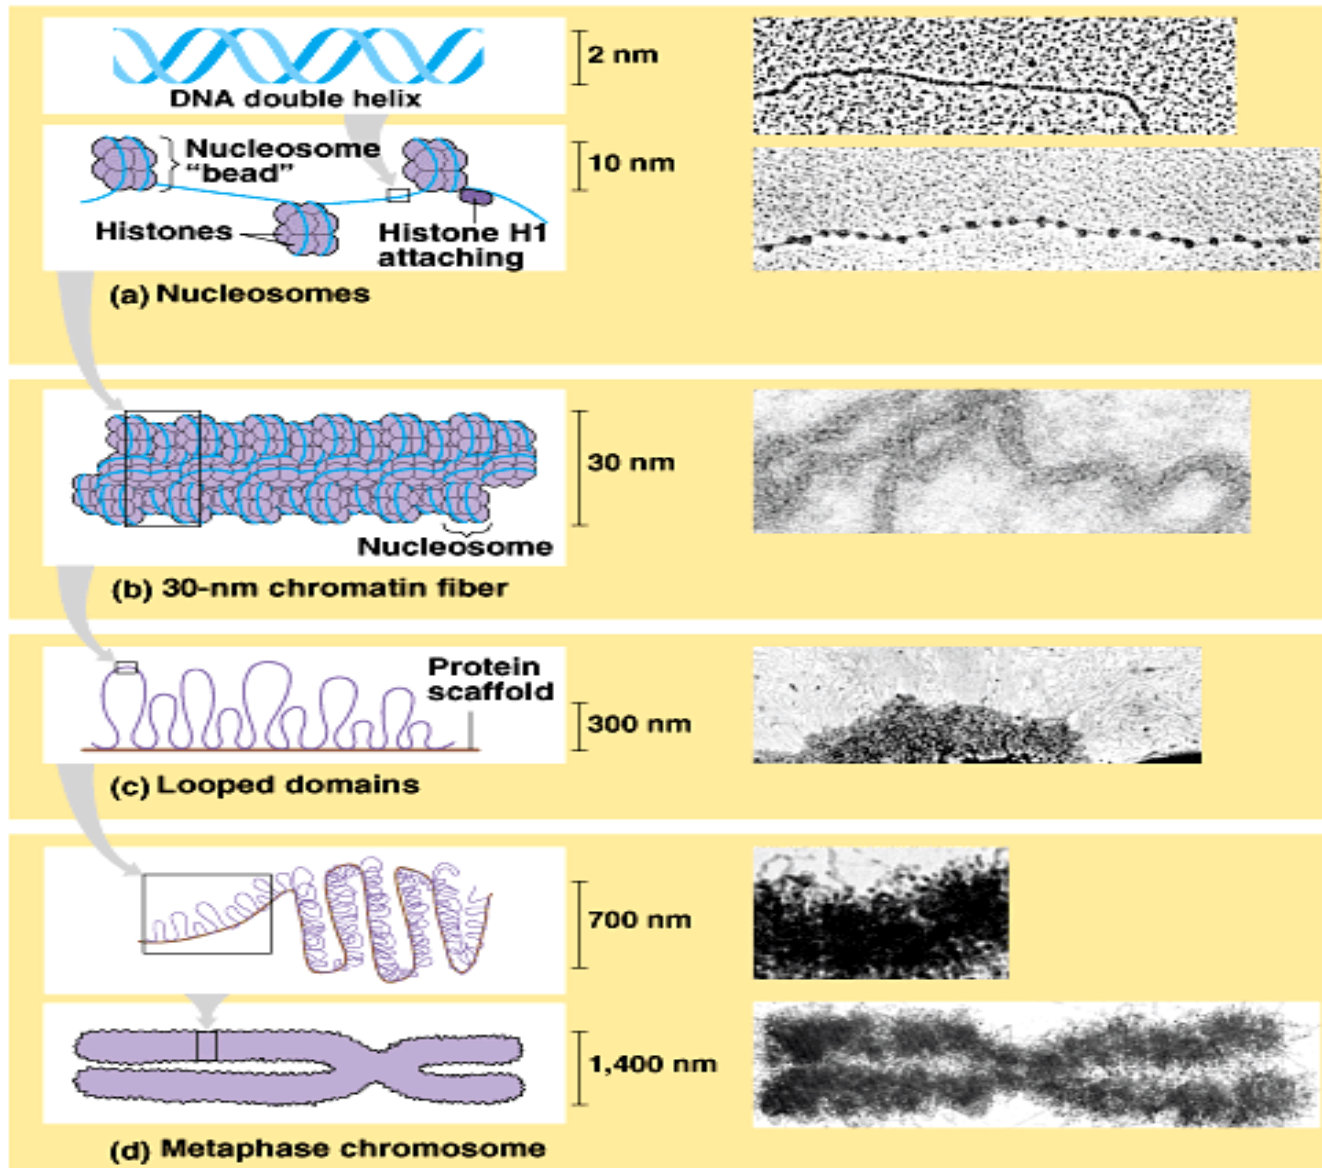 2 nm
DNA double helix
Nucleosome
“bead”
10 nm
Histones
Histone H1
attaching
(a) Nucleosomes
30 nm
Nucleosome
(b) 30-nm chromatin fiber
Protein
scaffold
300 nm
(c) Looped domains
700 nm
1,400 nm
(d) Metaphase chromosome